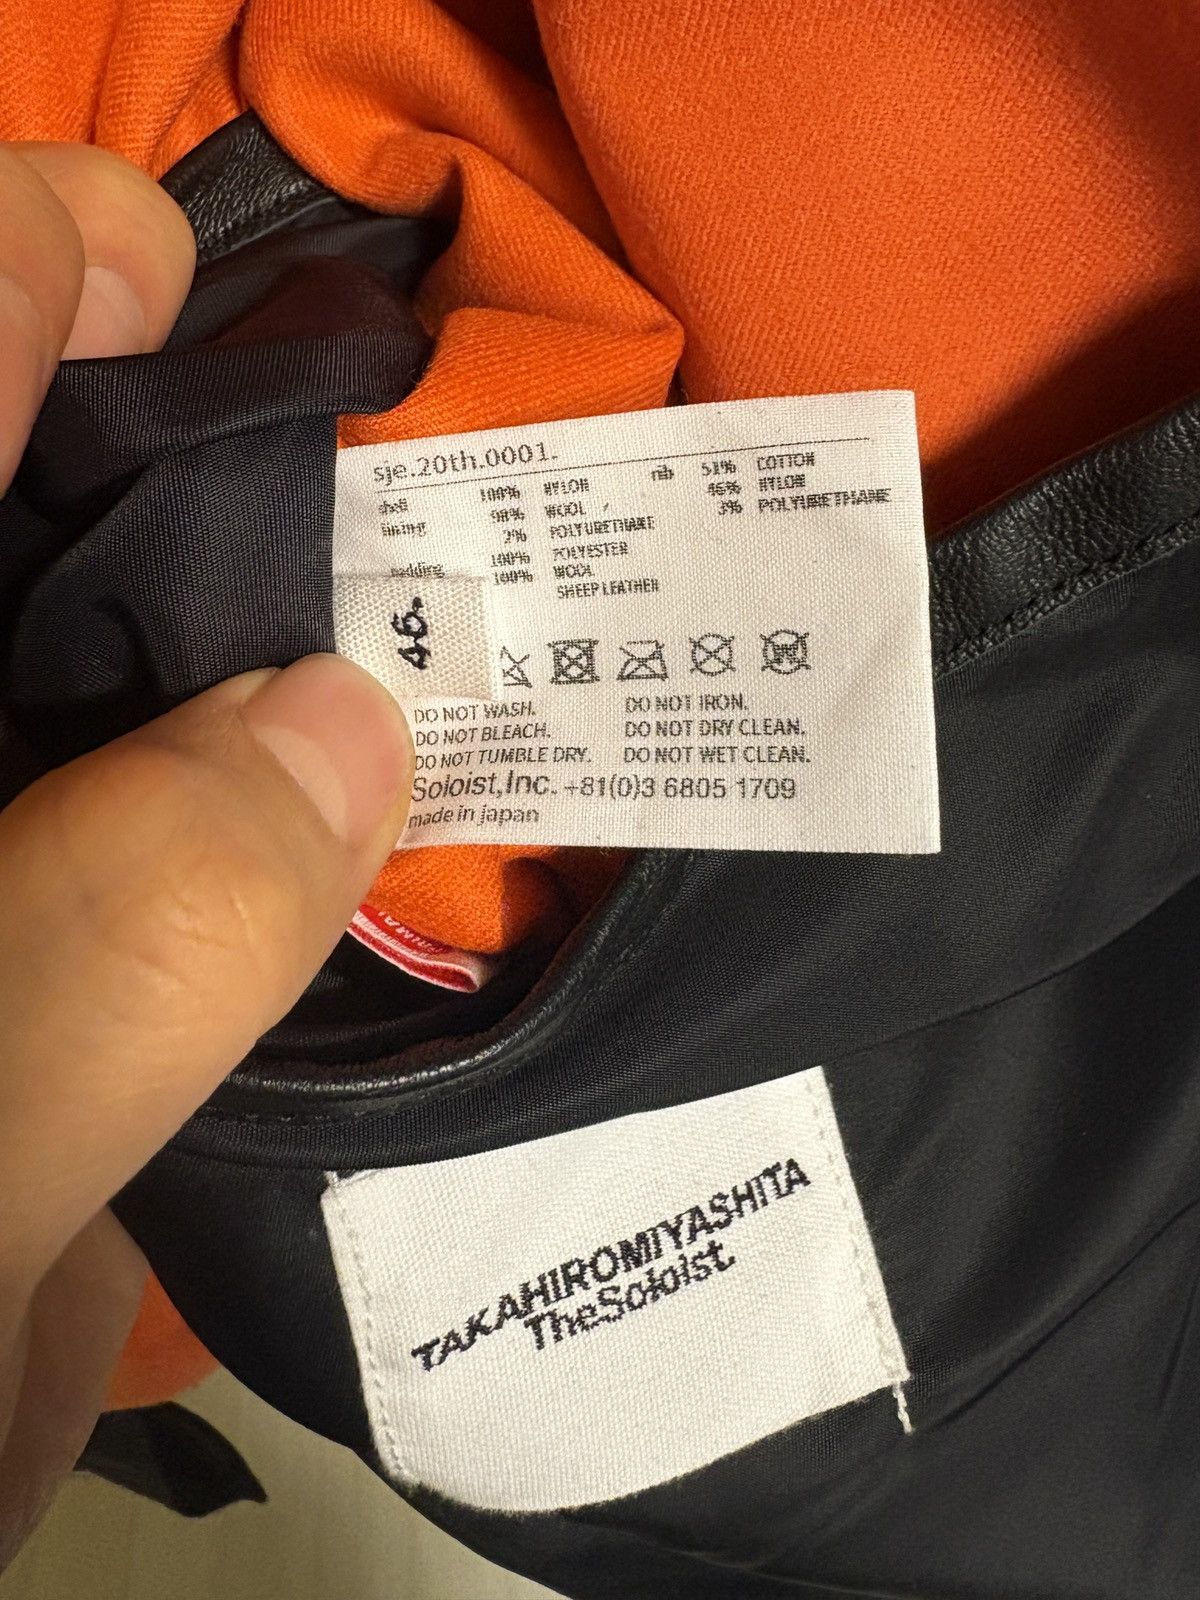 sje.20th.0001.
shell 100% NYLON
lining 98% WOOL
2% POLYURETHANE
padding 100% POLYESTER
100% WOOL
SHEEP LEATHER
rib 51% COTTON
46% NYLON
3% POLYURETHANE
46.
DO NOT WASH.
DO NOT BLEACH.
DO NOT TUMBLE DRY.
DO NOT IRON.
DO NOT DRY CLEAN.
DO NOT WET CLEAN.
Soloist,Inc. +81(0)3 6805 1709
made in japan
TAKAHIROMIYASHITA
TheSoloist.